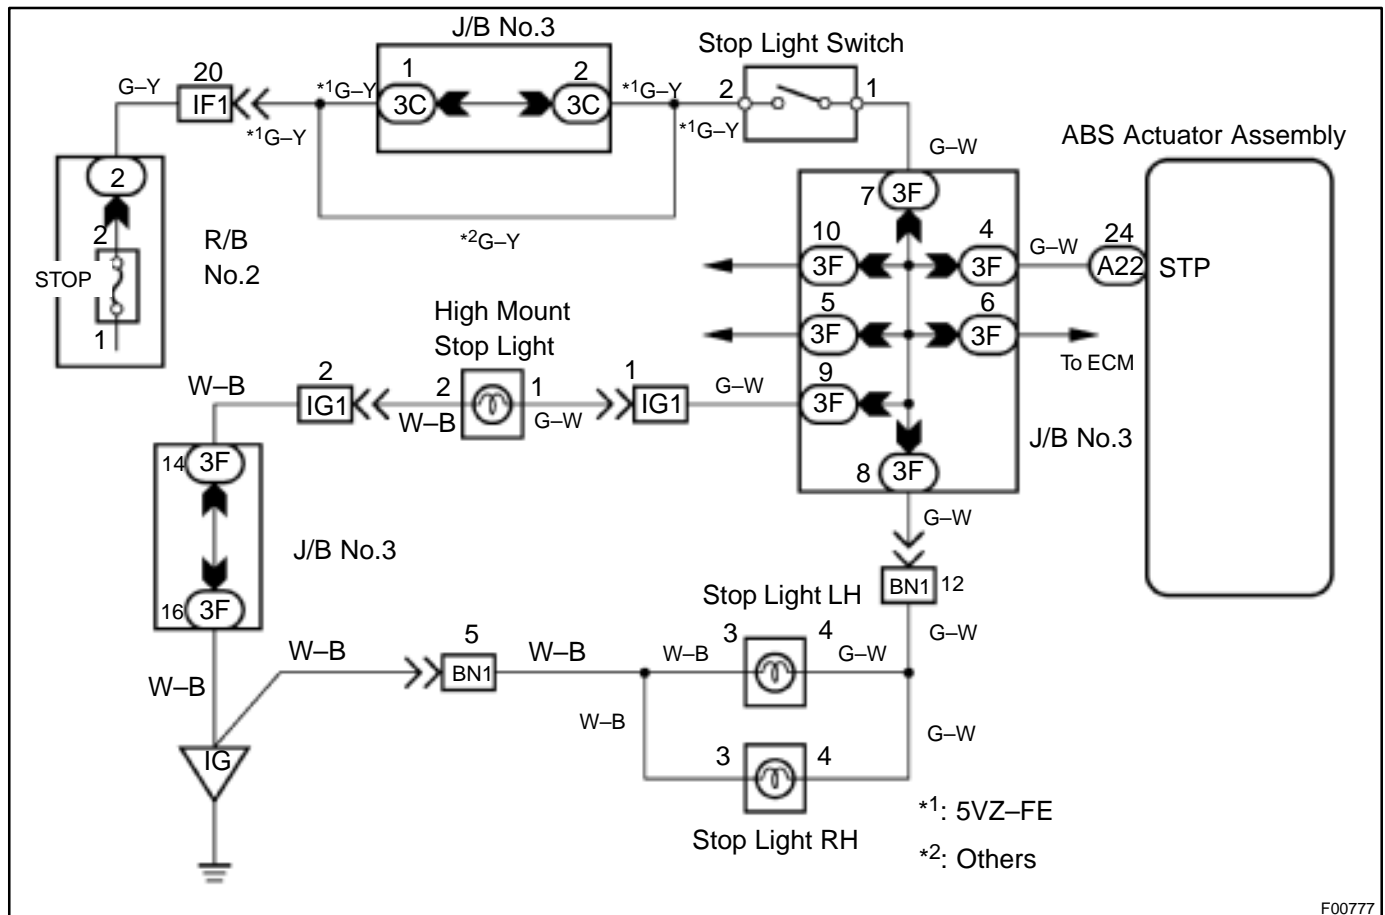 J/B No.3
Stop Light Switch
ABS Actuator Assembly
G–Y
20
IF1
*1G–Y
*1G–Y
1
3C
2
3C
*1G–Y
*1G–Y
2
1
G–W
*2G–Y
2
2
STOP
1
R/B
No.2
7
3F
10
3F
4
3F
G–W
24
A22
STP
5
3F
6
3F
To ECM
9
3F
8
3F
J/B No.3
High Mount
Stop Light
W–B
2
IG1
W–B
2
1
G–W
1
IG1
G–W
14
3F
J/B No.3
16
3F
W–B
IG
G–W
BN1
12
G–W
Stop Light LH
W–B
5
BN1
W–B
W–B
3
4
G–W
W–B
3
4
G–W
Stop Light RH
*1: 5VZ–FE
*2: Others
F00777